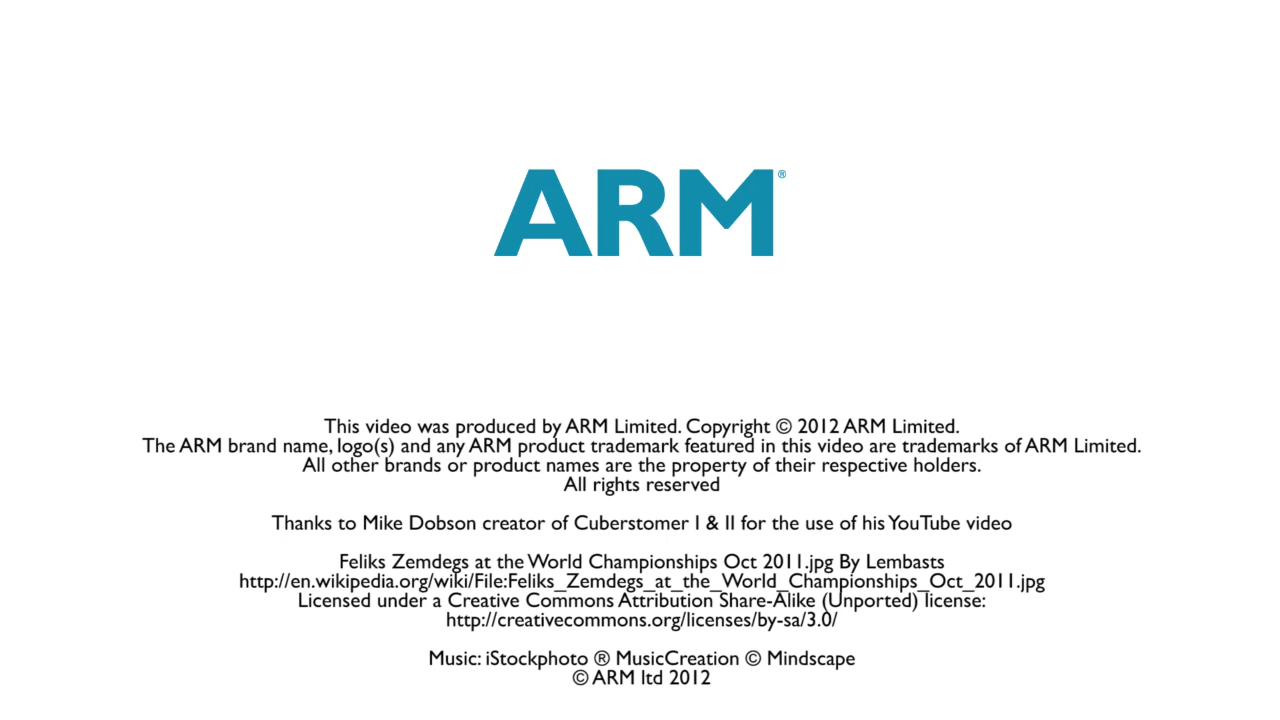 ARM®
This video was produced by ARM Limited. Copyright © 2012 ARM Limited.
The ARM brand name, logo(s) and any ARM product trademark featured in this video are trademarks of ARM Limited.
All other brands or product names are the property of their respective holders.
All rights reserved
Thanks to Mike Dobson creator of Cuberstomer I & II for the use of his YouTube video
Feliks Zemdegs at the World Championships Oct 2011.jpg By Lembasts
http://en.wikipedia.org/wiki/File:Feliks_Zemdegs_at_the_World_Championships_Oct_2011.jpg
Licensed under a Creative Commons Attribution Share-Alike (Unported) license:
http://creativecommons.org/licenses/by-sa/3.0/
Music: iStockphoto ® MusicCreation © Mindscape
© ARM ltd 2012